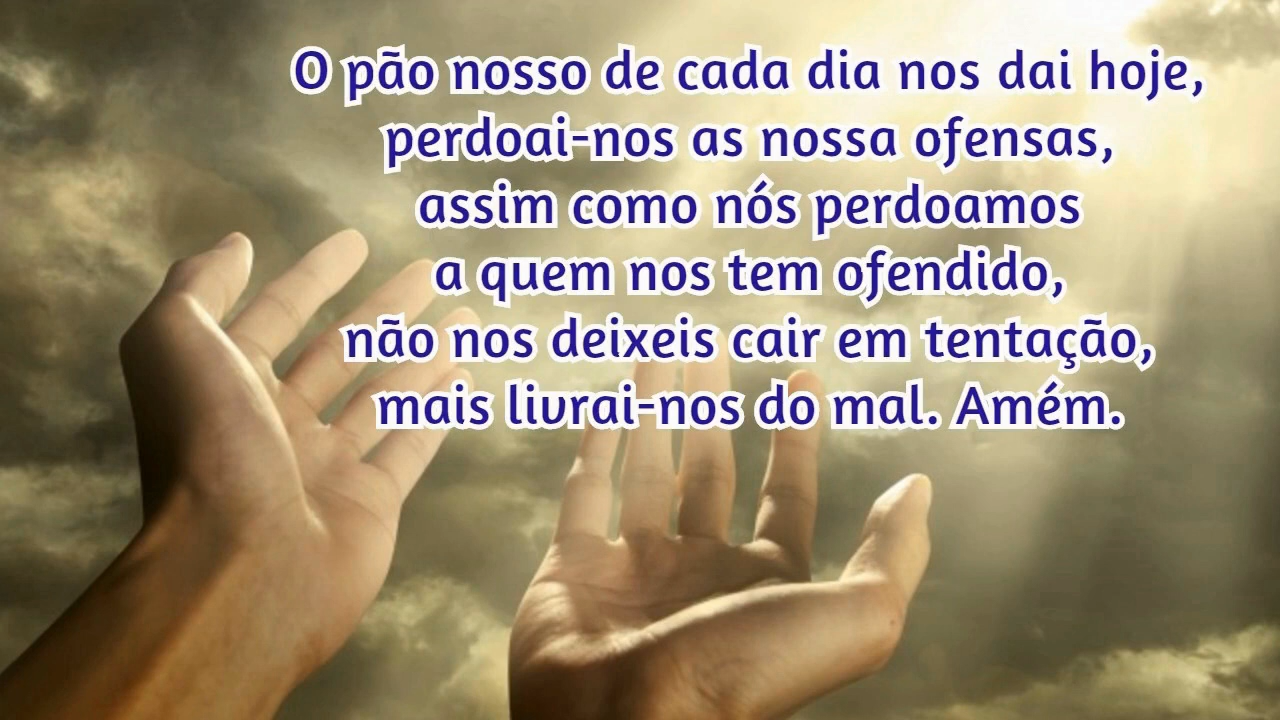 O pão nosso de cada dia nos dai hoje,
perdoai-nos as nossa ofensas,
assim como nós perdoamos
a quem nos tem ofendido,
não nos deixeis cair em tentação,
mais livrai-nos do mal. Amém.